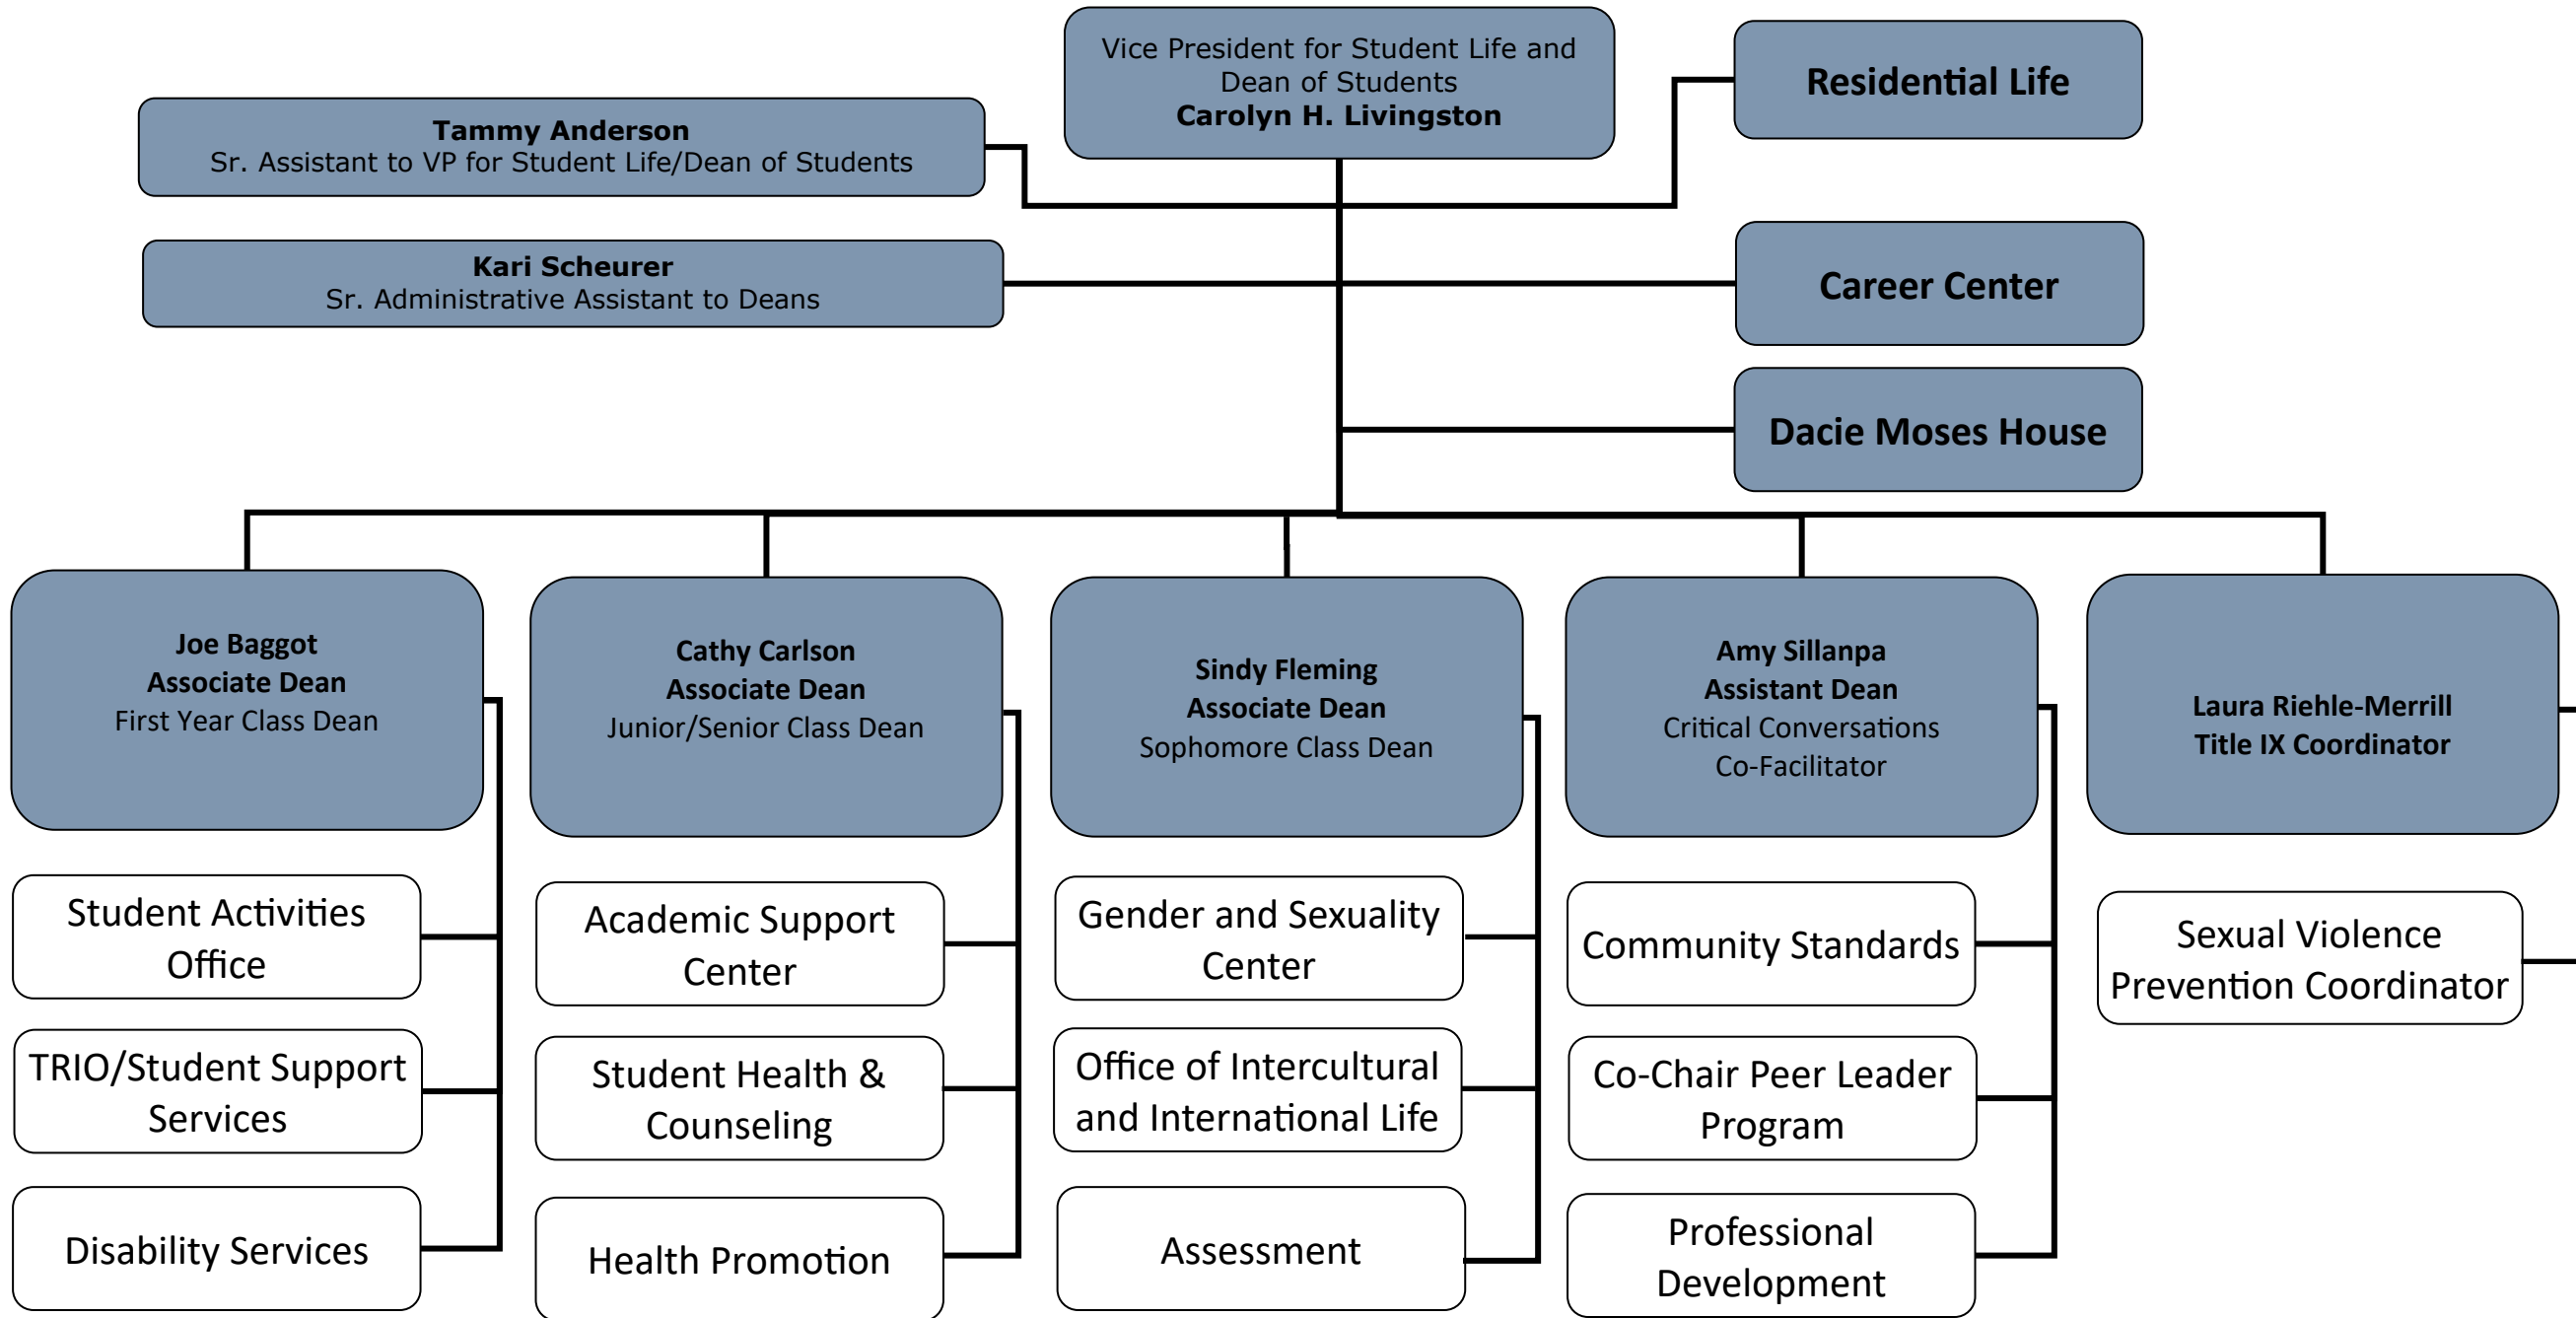 Vice President for Student Life and
Dean of Students
Carolyn H. Livingston
Residential Life
Tammy Anderson
Sr. Assistant to VP for Student Life/Dean of Students
Kari Scheurer
Sr. Administrative Assistant to Deans
Career Center
Dacie Moses House
Joe Baggot
Associate Dean
First Year Class Dean
Cathy Carlson
Associate Dean
Junior/Senior Class Dean
Sindy Fleming
Associate Dean
Sophomore Class Dean
Amy Sillanpa
Assistant Dean
Critical Conversations
Co-Facilitator
Laura Riehle-Merrill
Title IX Coordinator
Student Activities
Office
Academic Support
Center
Gender and Sexuality
Center
Community Standards
Sexual Violence
Prevention Coordinator
TRIO/Student Support
Services
Student Health &
Counseling
Office of Intercultural
and International Life
Co-Chair Peer Leader
Program
Disability Services
Health Promotion
Assessment
Professional
Development